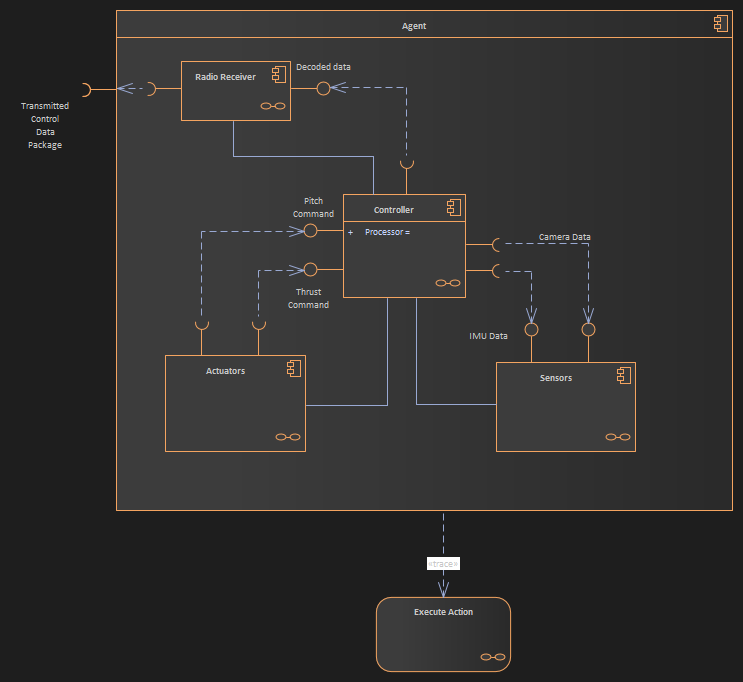 Agent
Radio Receiver
Decoded data
Transmitted
Control
Data
Package
Pitch
Command
Controller
+ Processor =
Camera Data
Thrust
Command
IMU Data
Actuators
Sensors
«trace»
Execute Action